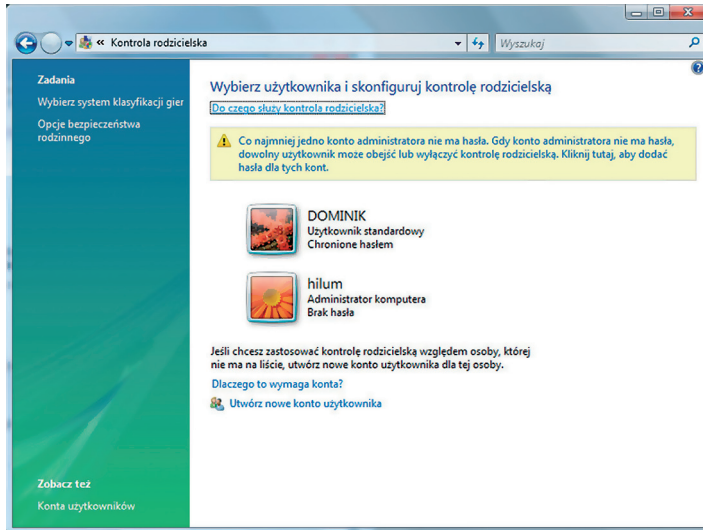 « Kontrola rodzicielska
Wyszukaj
Zadania
Wybierz system klasyfikacji gier
Opcje bezpieczeństwa
rodzinnego
Wybierz użytkownika i skonfiguruj kontrolę rodzicielską
Do czego służy kontrola rodzicielska?
Co najmniej jedno konto administratora nie ma hasła. Gdy konto administratora nie ma hasła,
dowolny użytkownik może obejść lub wyłączyć kontrolę rodzicielską. Kliknij tutaj, aby dodać
hasła dla tych kont.
DOMINIK
Użytkownik standardowy
Chronione hasłem
hilum
Administrator komputera
Brak hasła
Jeśli chcesz zastosować kontrolę rodzicielską względem osoby, której
nie ma na liście, utwórz nowe konto użytkownika dla tej osoby.
Dlaczego to wymaga konta?
Utwórz nowe konto użytkownika
Zobacz też
Konta użytkowników